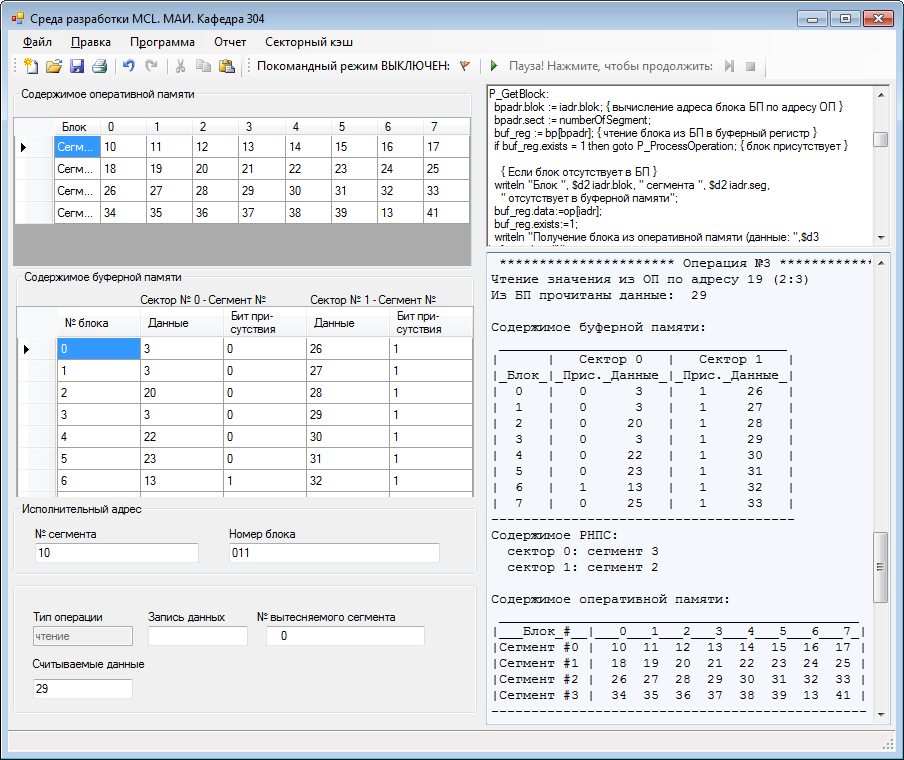 Среда разработки MCL. МАИ. Кафедра 304
Файл Правка Программа Отчет Секторный кэш
Покомандный режим ВЫКЛЮЧЕН: Пауза! Нажмите, чтобы продолжить:
Содержимое оперативной памяти
Блок 0 1 2 3 4 5 6 7
Сегм... 10 11 12 13 14 15 16 17
Сегм... 18 19 20 21 22 23 24 25
Сегм... 26 27 28 29 30 31 32 33
Сегм... 34 35 36 37 38 39 13 41
Содержимое буферной памяти
Сектор № 0 - Сегмент № Сектор № 1 - Сегмент №
№ блока Данные Бит при- Данные Бит при-
сутствия сутствия
0 3 0 26 1
1 3 0 27 1
2 20 0 28 1
3 3 0 29 1
4 22 0 30 1
5 23 0 31 1
6 13 1 32 1
Исполнительный адрес
№ сегмента Номер блока
10 011
Тип операции Запись данных № вытесняемого сегмента
чтение 0
Считываемые данные
29
P_GetBlock:
bpadr.blok := iadr.blok; { вычисление адреса блока БП по адресу ОП }
bpadr.sect := numberOfSegment;
buf_reg := bp[bpadr]; { чтение блока из БП в буферный регистр }
if buf_reg.exists = 1 then goto P_ProcessOperation; { блок присутствует }
{ Если блок отсутствует в БП }
writeln "Блок ", $d2 iadr.blok, " сегмента ", $d2 iadr.seg,
" отсутствует в буферной памяти";
buf_reg.data:=op[iadr];
buf_reg.exists:=1;
writeln "Получение блока из оперативной памяти (данные: ",$d3
********************** Операция №3 ************
Чтение значения из ОП по адресу 19 (2:3)
Из БП прочитаны данные: 29
Содержимое буферной памяти:
| | Сектор 0 | Сектор 1 |
|_Блок_|_Прис._Данные_|_Прис._Данные_|
| 0 | 0 3 | 1 26 |
| 1 | 0 3 | 1 27 |
| 2 | 0 20 | 1 28 |
| 3 | 0 3 | 1 29 |
| 4 | 0 22 | 1 30 |
| 5 | 0 23 | 1 31 |
| 6 | 1 13 | 1 32 |
| 7 | 0 25 | 1 33 |
Содержимое РНПС:
сектор 0: сегмент 3
сектор 1: сегмент 2
Содержимое оперативной памяти:
|___Блок_#__|___0___1___2___3___4___5___6___7_|
|Сегмент #0 | 10 11 12 13 14 15 16 17 |
|Сегмент #1 | 18 19 20 21 22 23 24 25 |
|Сегмент #2 | 26 27 28 29 30 31 32 33 |
|Сегмент #3 | 34 35 36 37 38 39 13 41 |